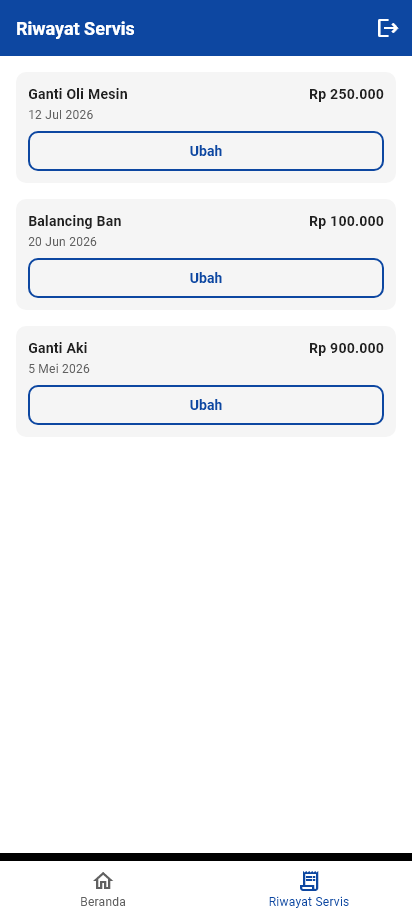 Riwayat Servis
Ganti Oli Mesin Rp 250.000
12 Jul 2026
Ubah
Balancing Ban Rp 100.000
20 Jun 2026
Ubah
Ganti Aki Rp 900.000
5 Mei 2026
Ubah
Beranda Riwayat Servis